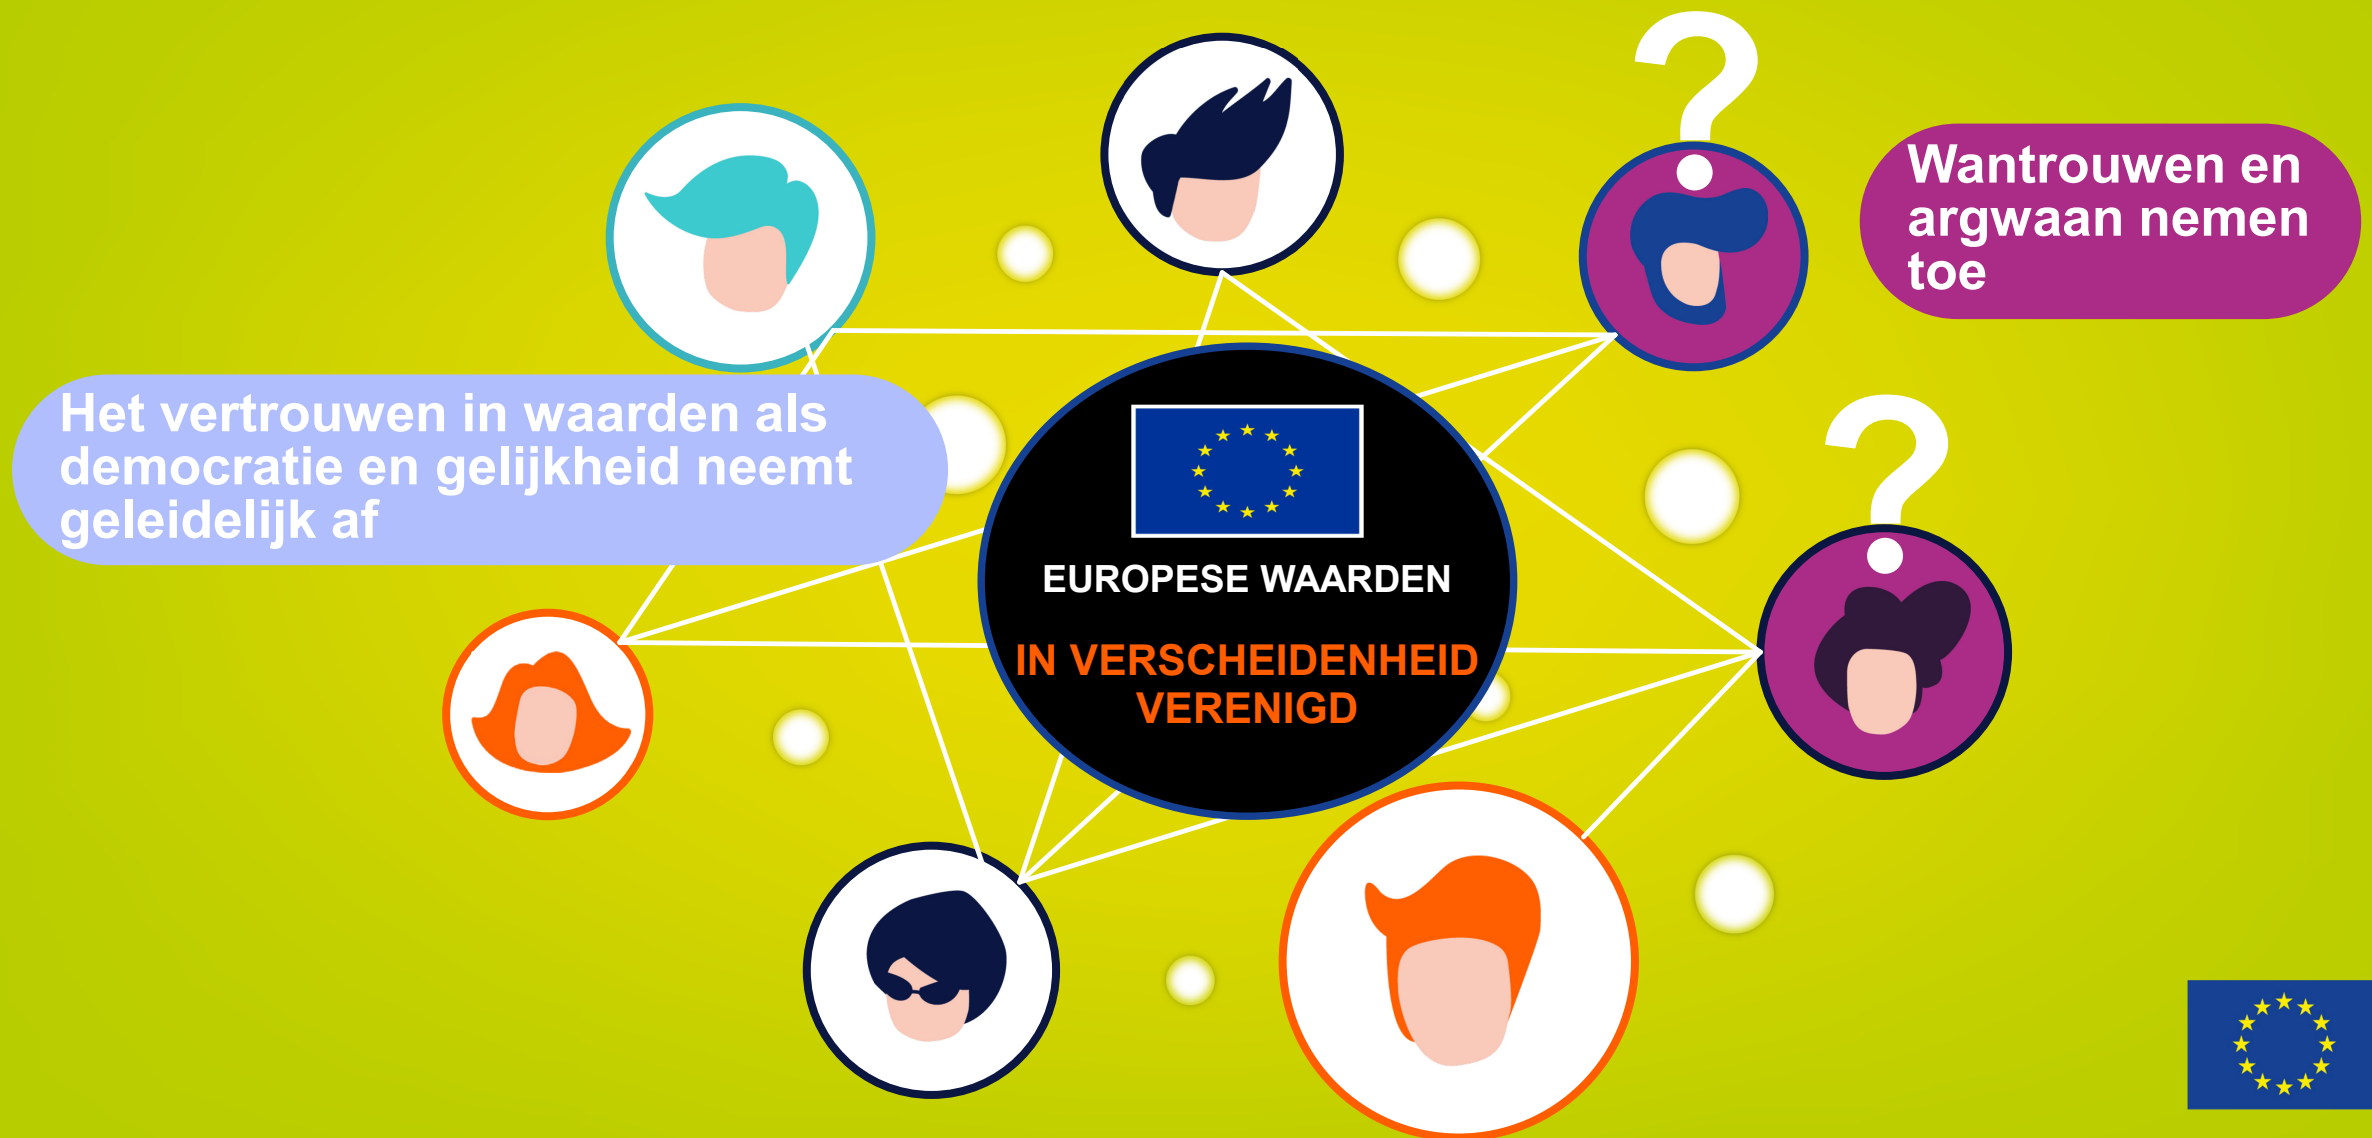 ?
Wantrouwen en
argwaan nemen
toe
Het vertrouwen in waarden als
democratie en gelijkheid neemt
geleidelijk af
?
EUROPESE WAARDEN
IN VERSCHEIDENHEID
VERENIGD